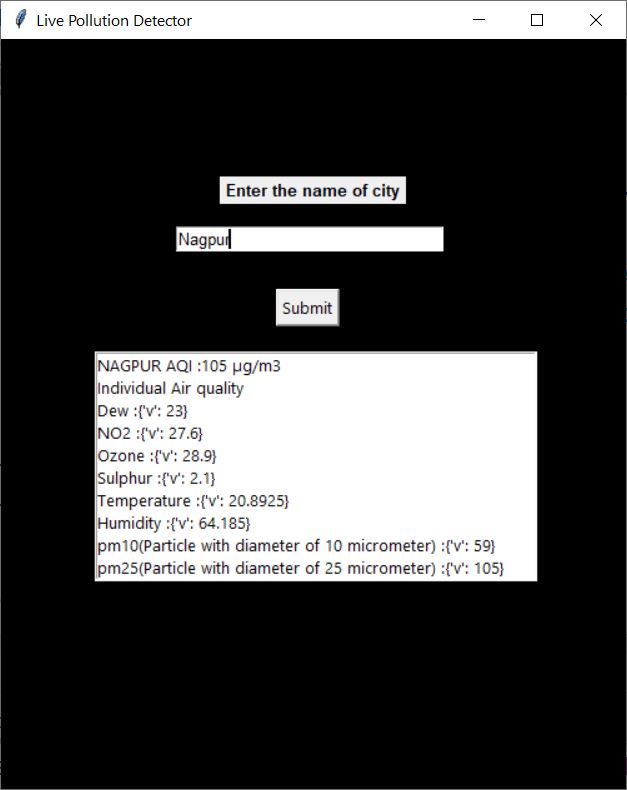 Live Pollution Detector
Enter the name of city
Nagpur
Submit
NAGPUR AQI :105 µg/m3
Individual Air quality
Dew :{'v': 23}
NO2 :{'v': 27.6}
Ozone :{'v': 28.9}
Sulphur :{'v': 2.1}
Temperature :{'v': 20.8925}
Humidity :{'v': 64.185}
pm10(Particle with diameter of 10 micrometer) :{'v': 59}
pm25(Particle with diameter of 25 micrometer) :{'v': 105}